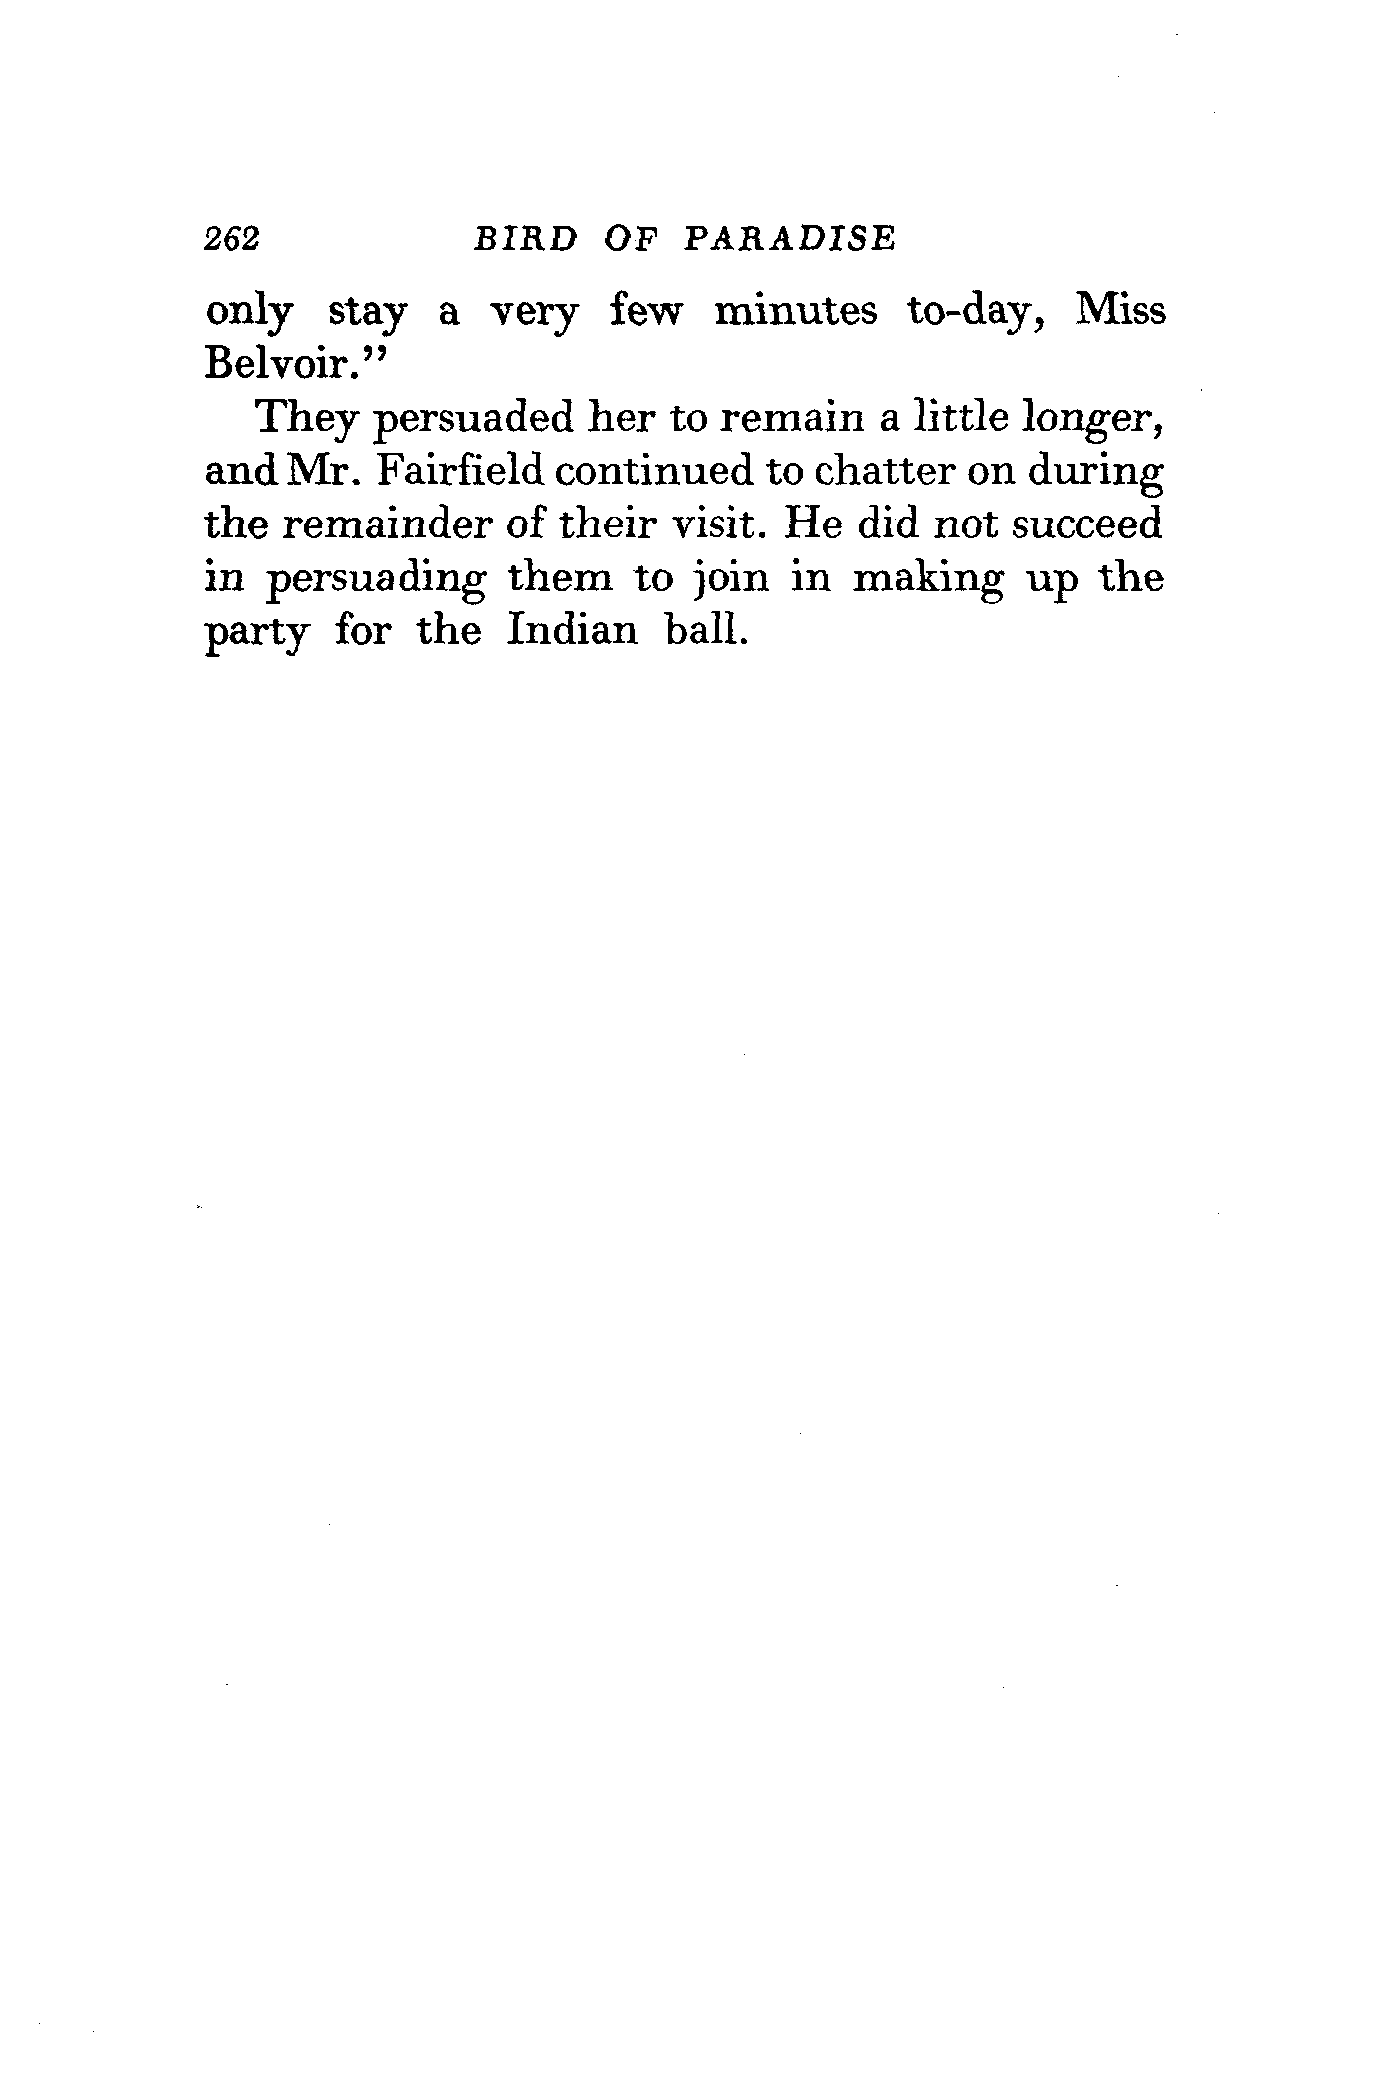 262 BIRD OF PARADISE
only stay a very few minutes to-day, Miss
Belvoir.”
They persuaded her to remain a little longer,
and Mr. Fairfield continued to chatter on during
the remainder of their visit. He did not succeed
in persuading them to join in making up the
party for the Indian ball.